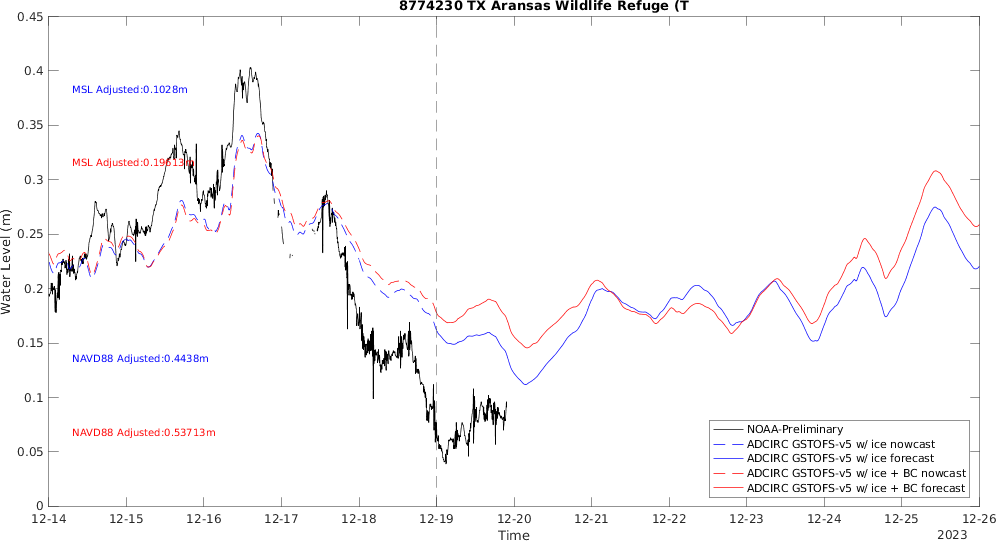 8774230 TX Aransas Wildlife Refuge (T
0.45
0.4
0.35
0.3
0.25
0.2
0.15
0.1
0.05
0
Water Level (m)
MSL Adjusted:0.1028m
MSL Adjusted:0.19613m
NAVD88 Adjusted:0.4438m
NAVD88 Adjusted:0.53713m
NOAA-Preliminary
ADCIRC GSTOFS-v5 w/ ice nowcast
ADCIRC GSTOFS-v5 w/ ice forecast
ADCIRC GSTOFS-v5 w/ ice + BC nowcast
ADCIRC GSTOFS-v5 w/ ice + BC forecast
12-14 12-15 12-16 12-17 12-18 12-19 12-20 12-21 12-22 12-23 12-24 12-25 12-26
Time
2023